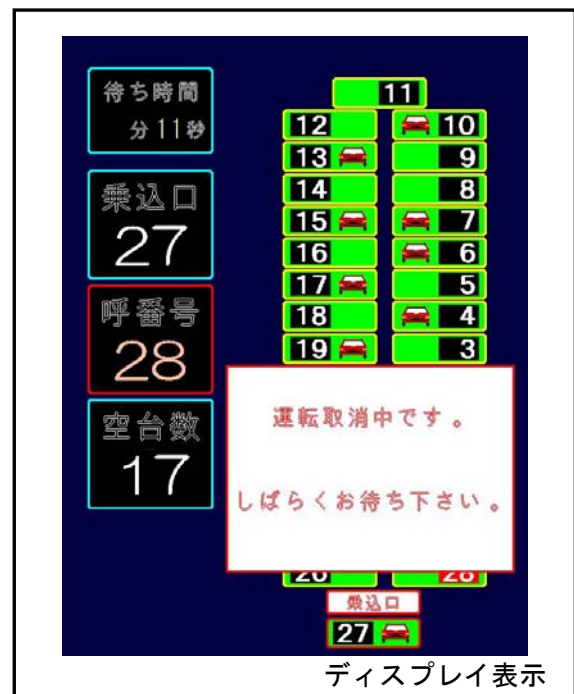 待ち時間
分11秒
乗込口
27
呼番号
28
空台数
17
11
12
10
13
9
14
8
15
7
16
6
17
5
18
4
19
3
運転取消中です。
しばらくお待ち下さい。
26
28
乗込口
27
ディスプレイ表示